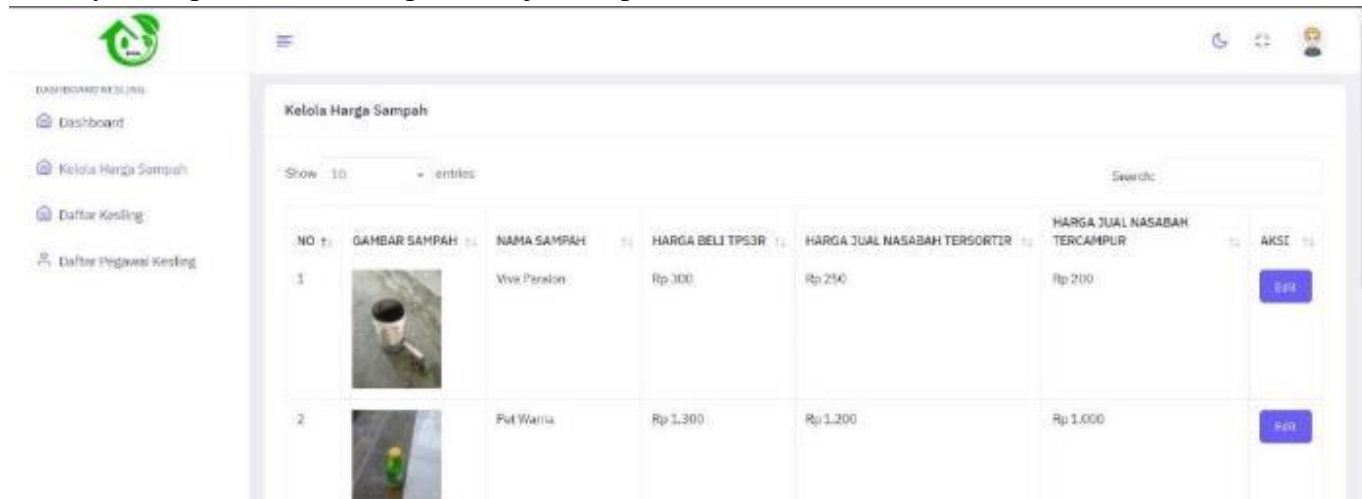 DASHBOARD KESLING
Dashboard
Kelola Harga Sampah
Daftar Kesling
Daftar Pegawai Kesling
Kelola Harga Sampah
Show 10 entries
Search:
NO GAMBAR SAMPAH NAMA SAMPAH HARGA BELI TPS3R HARGA JUAL NASABAH TERSORTIR HARGA JUAL NASABAH TERCAMPUR AKSI
1 Rp 300 Rp 250 Rp 200 Edit
2 Pet Warna Rp 1.300 Rp 1.200 Rp 1.000 Edit